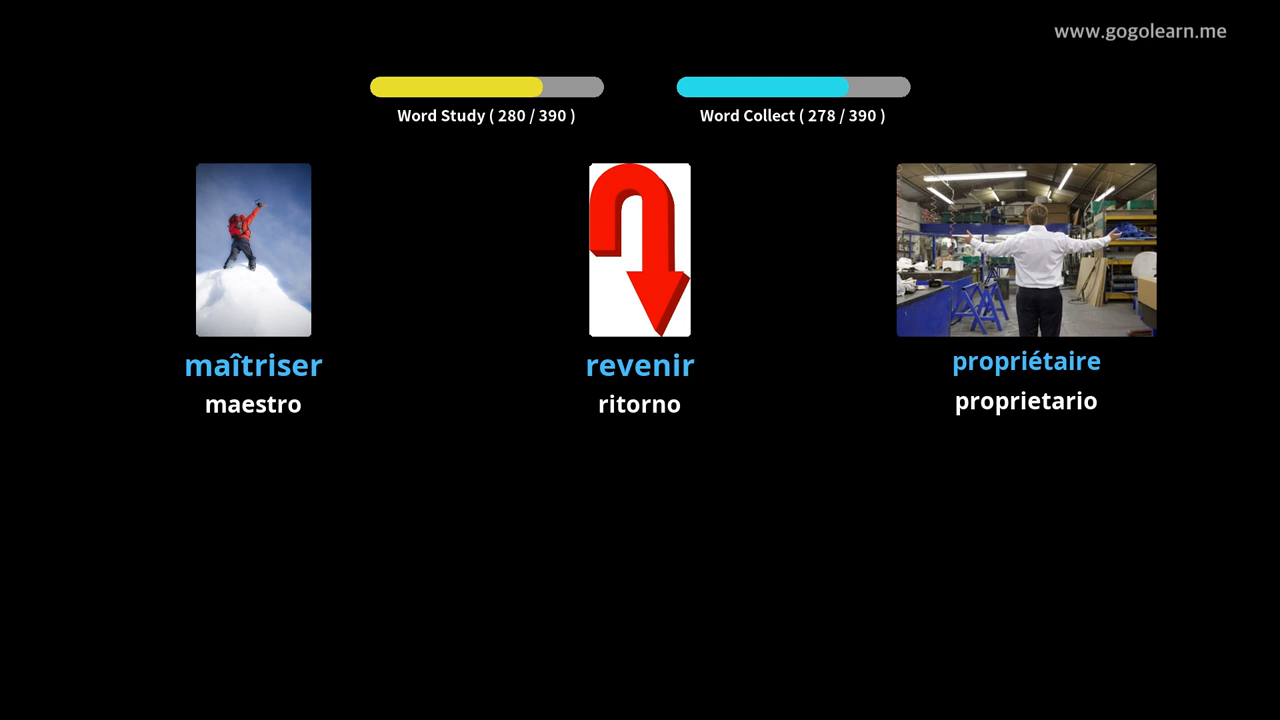 www.gogolearn.me
Word Study ( 280 / 390 )
Word Collect ( 278 / 390 )
maîtriser
maestro
revenir
ritorno
propriétaire
proprietario